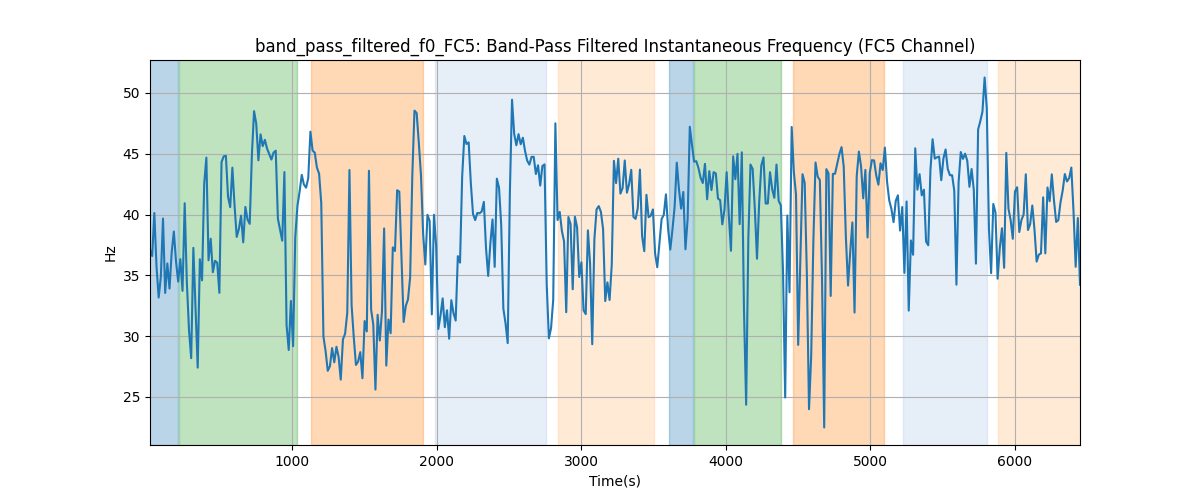 band_pass_filtered_f0_FC5: Band-Pass Filtered Instantaneous Frequency (FC5 Channel)
50
45
40
35
30
25
Hz
1000 2000 3000 4000 5000 6000
Time(s)